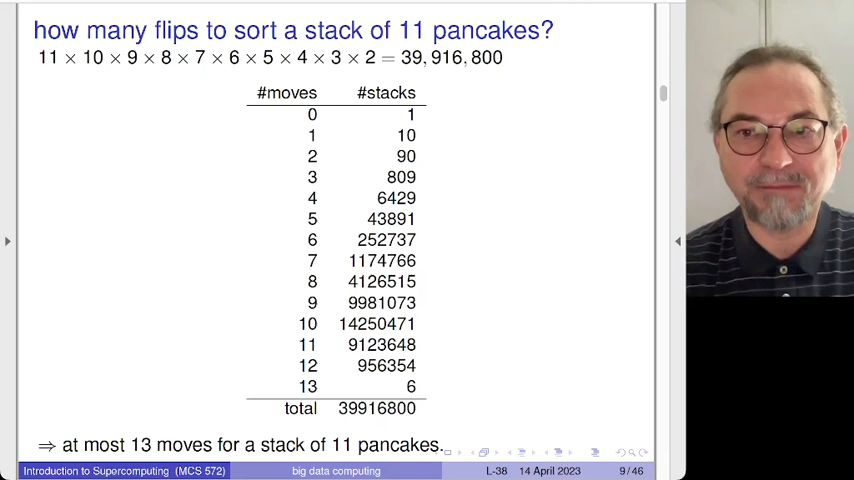 how many flips to sort a stack of 11 pancakes?
11 × 10 × 9 × 8 × 7 × 6 × 5 × 4 × 3 × 2 = 39, 916, 800
#moves #stacks
0 1
1 10
2 90
3 809
4 6429
5 43891
6 252737
7 1174766
8 4126515
9 9981073
10 14250471
11 9123648
12 956354
13 6
total 39916800
⇒ at most 13 moves for a stack of 11 pancakes.
Introduction to Supercomputing (MCS 572) big data computing L-38 14 April 2023 9 / 46